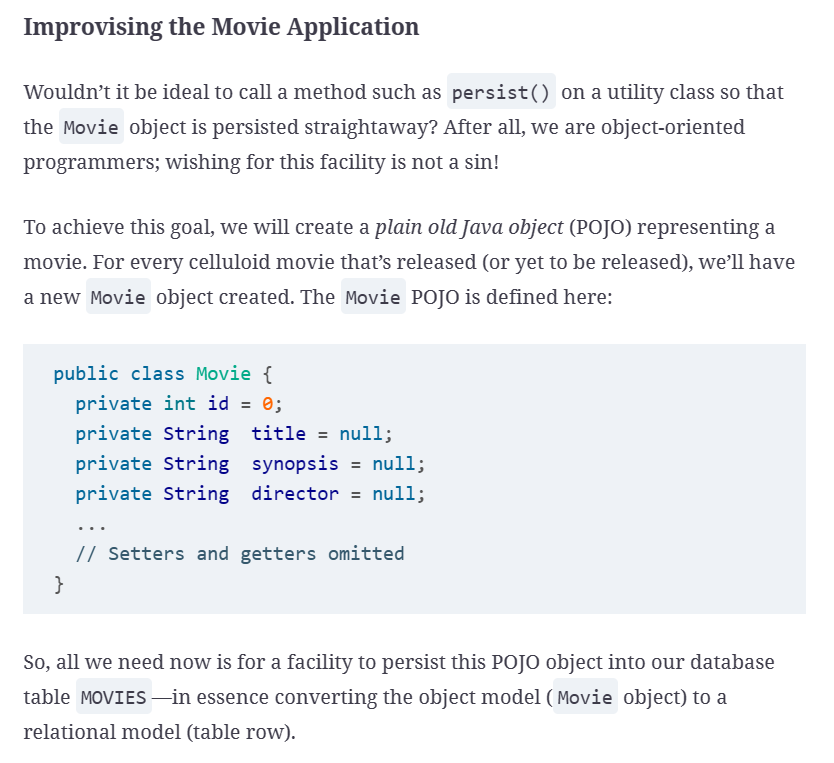 Improvising the Movie Application
Wouldn’t it be ideal to call a method such as persist() on a utility class so that
the Movie object is persisted straightaway? After all, we are object-oriented
programmers; wishing for this facility is not a sin!
To achieve this goal, we will create a plain old Java object (POJO) representing a
movie. For every celluloid movie that’s released (or yet to be released), we’ll have
a new Movie object created. The Movie POJO is defined here:
public class Movie {
  private int id = 0;
  private String  title = null;
  private String  synopsis = null;
  private String  director = null;
  ...
  // Setters and getters omitted
}
So, all we need now is for a facility to persist this POJO object into our database
table MOVIES—in essence converting the object model (Movie object) to a
relational model (table row).